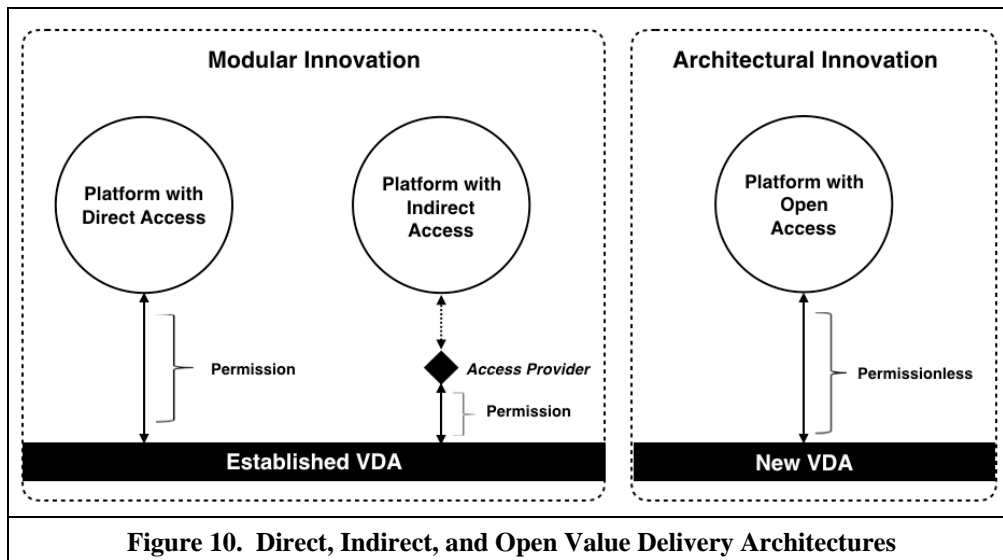 Modular Innovation
Platform with
Direct Access
Platform with
Indirect
Access
Permission
Access Provider
Permission
Established VDA
Architectural Innovation
Platform with
Open
Access
Permissionless
New VDA
Figure 10. Direct, Indirect, and Open Value Delivery Architectures